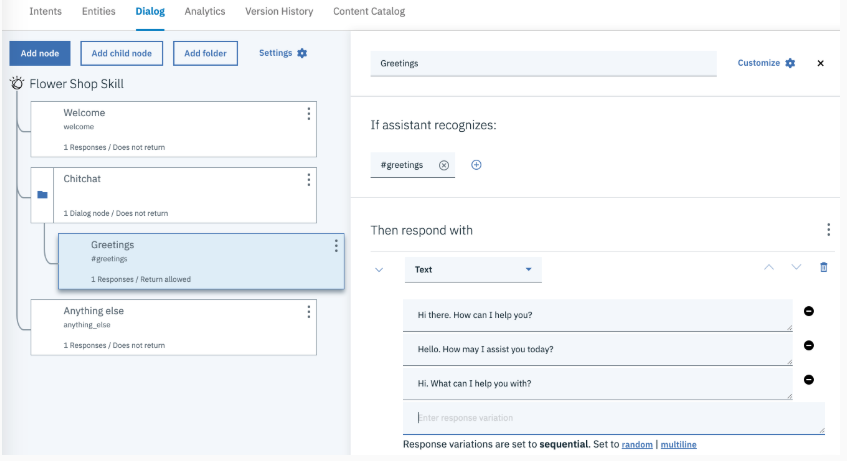 Intents Entities Dialog Analytics Version History Content Catalog
Add node Add child node Add folder Settings
Flower Shop Skill
Welcome
welcome
1 Responses / Does not return
Chitchat
1 Dialog node / Does not return
Greetings
#greetings
1 Responses / Return allowed
Anything else
anything_else
1 Responses / Does not return
Greetings Customize
If assistant recognizes:
#greetings
Then respond with
Text
Hi there. How can I help you?
Hello. How may I assist you today?
Hi. What can I help you with?
Enter response variation
Response variations are set to sequential. Set to random | multiline